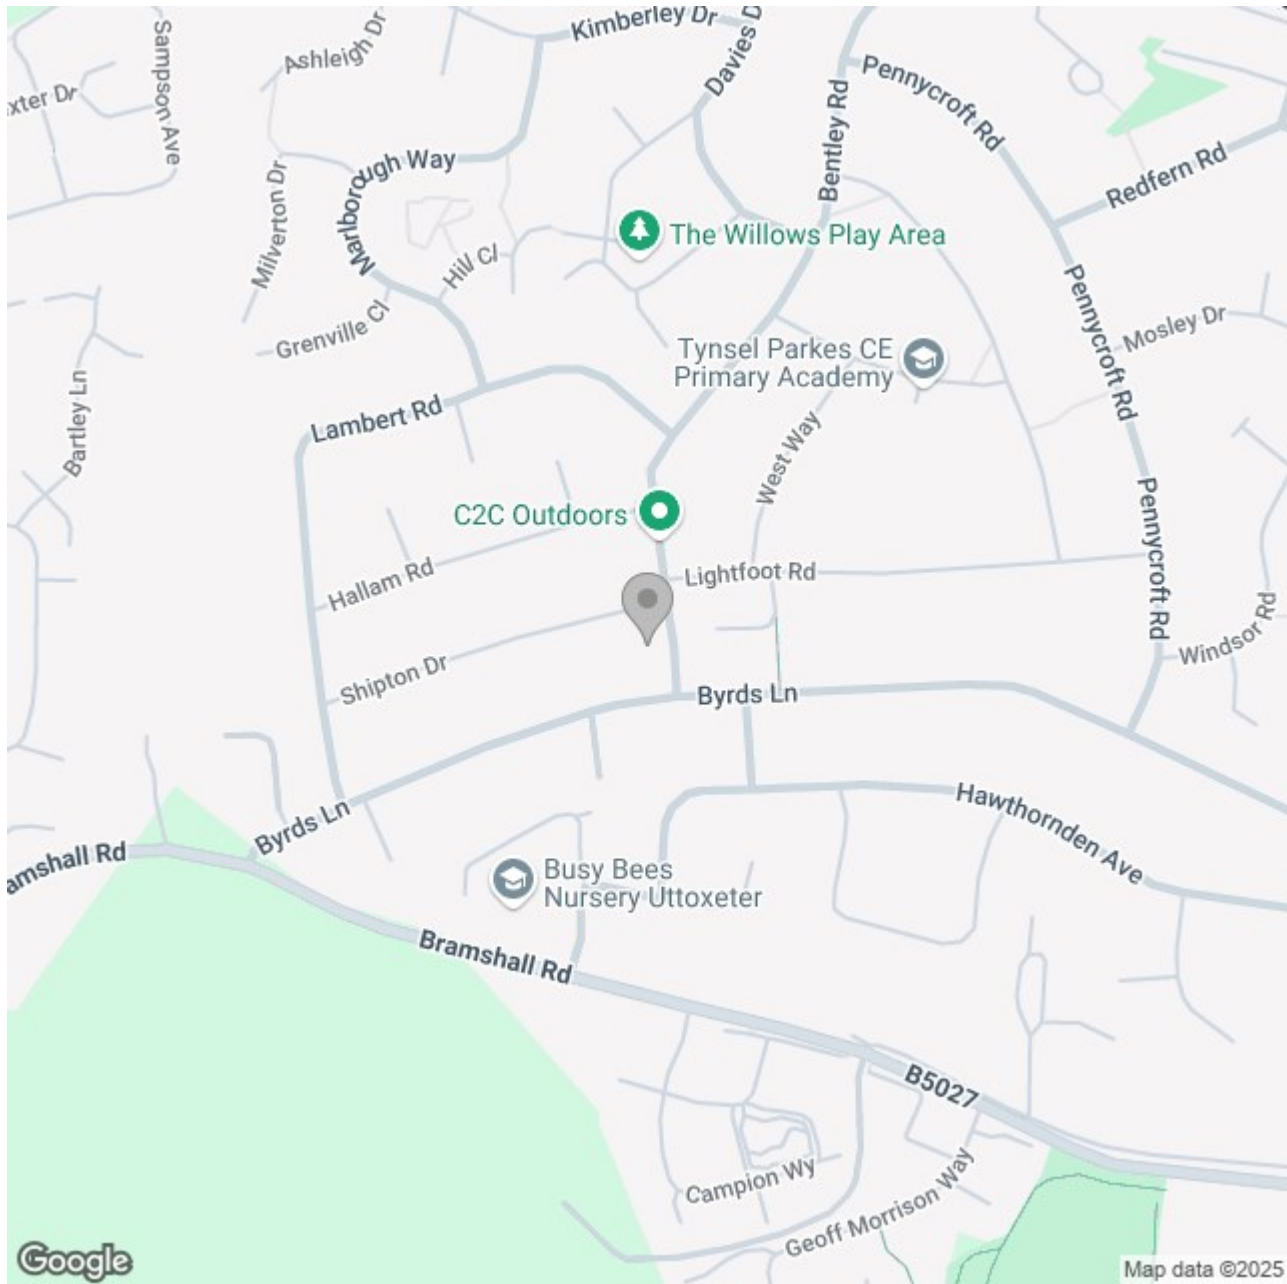 Kimberley Dr
Sampson Ave
Ashleigh Dr
Davies D
xter Dr
Pennycroft Rd
Bentley Rd
Marlborough Way
Redfern Rd
Milverton Dr
The Willows Play Area
Hill Cl
Grenville Cl
Pennycroft Rd
Mosley Dr
Tynsel Parkes CE
Primary Academy
Bartley Ln
Lambert Rd
West Way
C2C Outdoors
Pennycroft Rd
Hallam Rd
Lightfoot Rd
Windsor Rd
Shipton Dr
Byrds Ln
Hawthornden Ave
Byrds Ln
amshall Rd
Busy Bees
Nursery Uttoxeter
Bramshall Rd
B5027
Campion Wy
Geoff Morrison Way
Google
Map data ©2025